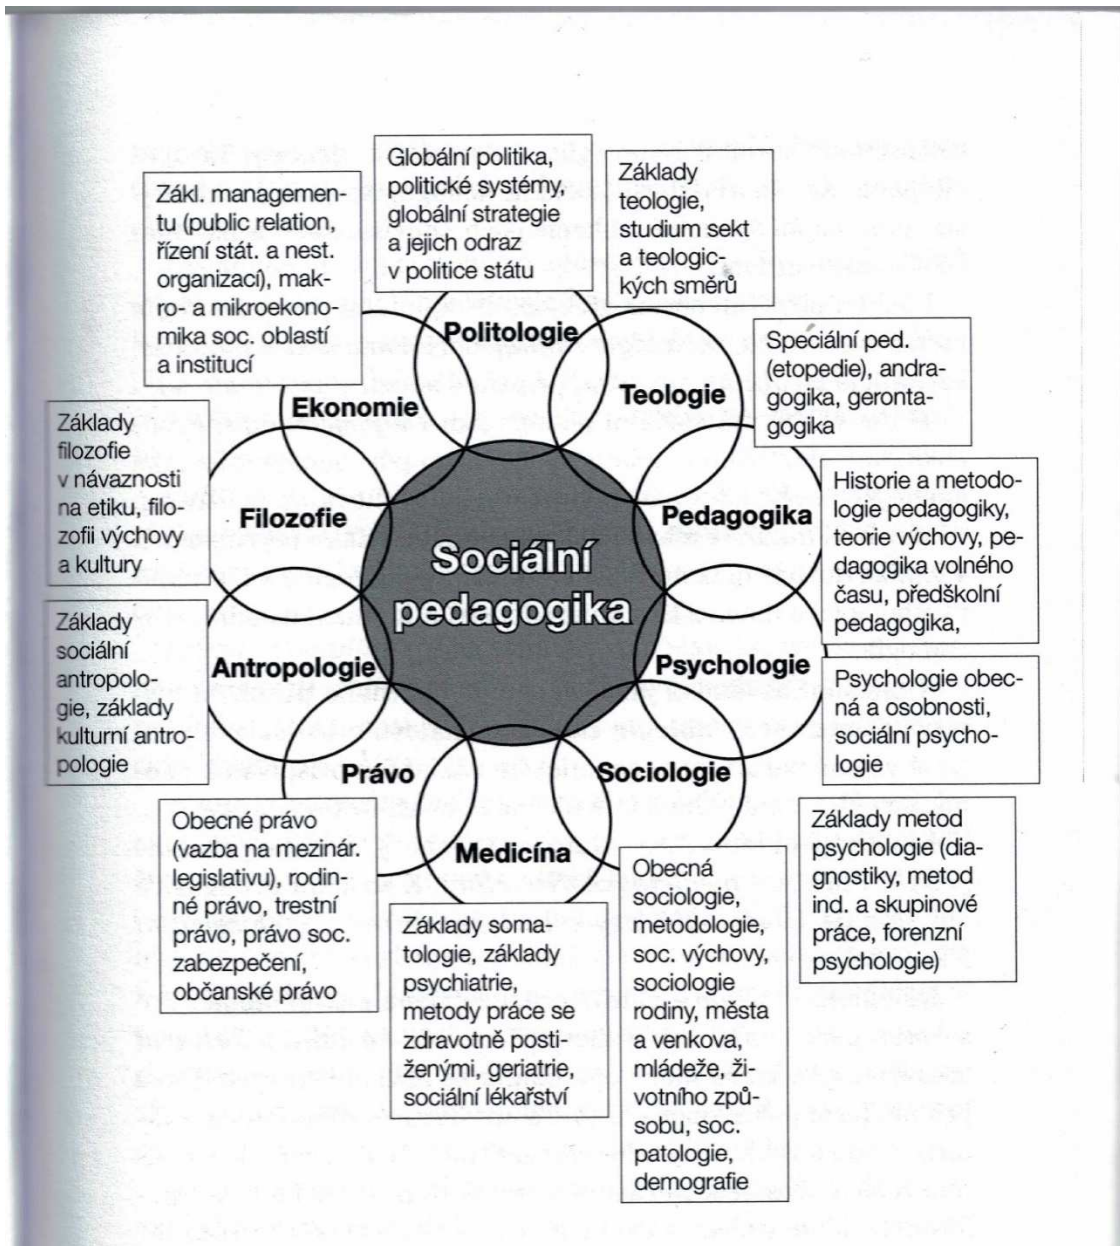 Globální politika,
politické systémy,
globální strategie
a jejich odraz
v politice státu
Základy
teologie,
studium sekt
a teologic-
kých směrů
Zákl. managemen-
tu (public relation,
řízení stát. a nest.
organizací), mak-
ro- a mikroekono-
mika soc. oblastí
a institucí
Politologie
Speciální ped.
(etopedie), andra-
gogika, geronta-
gogika
Ekonomie
Teologie
Základy
filozofie
v návaznosti
na etiku, filo-
zofii výchovy
a kultury
Filozofie
Pedagogika
Historie a metodo-
logie pedagogiky,
teorie výchovy, pe-
dagogika volného
času, předškolní
pedagogika,
Sociální
pedagogika
Základy
sociální
antropolo-
gie, základy
kulturní antro-
pologie
Antropologie
Psychologie
Psychologie obec-
ná a osobnosti,
sociální psycho-
logie
Právo
Sociologie
Obecné právo
(vazba na mezinár.
legislativu), rodin-
né právo, trestní
právo, právo soc.
zabezpečení,
občanské právo
Medicína
Základy metod
psychologie (dia-
gnostiky, metod
ind. a skupinové
práce, forenzní
psychologie)
Základy soma-
tologie, základy
psychiatrie,
metody práce se
zdravotně posti-
ženými, geriatrie,
sociální lékařství
Obecná
sociologie,
metodologie,
soc. výchovy,
sociologie
rodiny, města
a venkova,
mládeže, ži-
votního způ-
sobu, soc.
patologie,
demografie